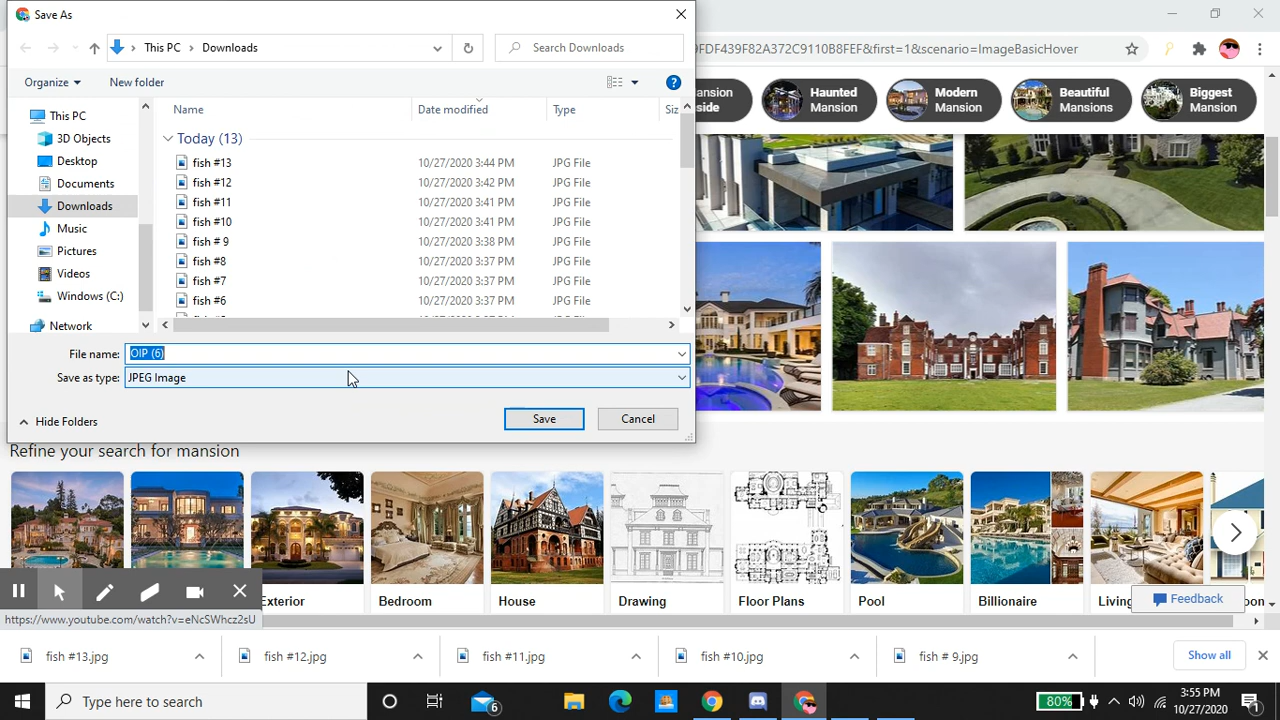 Save As
This PC > Downloads
Search Downloads
9FDF439F82A372C9110B8FEF&first=1&scenario=ImageBasicHover
Organize
New folder
Haunted Mansion
Modern Mansion
Beautiful Mansions
Biggest Mansion
This PC
3D Objects
Desktop
Documents
Downloads
Music
Pictures
Videos
Windows (C:)
Network
Name Date modified Type Siz
Today (13)
fish #13 10/27/2020 3:44 PM JPG File
fish #12 10/27/2020 3:42 PM JPG File
fish #11 10/27/2020 3:41 PM JPG File
fish #10 10/27/2020 3:41 PM JPG File
fish # 9 10/27/2020 3:38 PM JPG File
fish #8 10/27/2020 3:37 PM JPG File
fish #7 10/27/2020 3:37 PM JPG File
fish #6 10/27/2020 3:37 PM JPG File
File name: OIP (6)
Save as type: JPEG Image
Hide Folders
Save
Cancel
Refine your search for mansion
Exterior
Bedroom
House
Drawing
Floor Plans
Pool
Billionaire
Living
Feedback
https://www.youtube.com/watch?v=eNcSWhcz2sU
fish #13.jpg
fish #12.jpg
fish #11.jpg
fish #10.jpg
fish # 9.jpg
Show all
Type here to search
6
80%
3:55 PM
10/27/2020
1